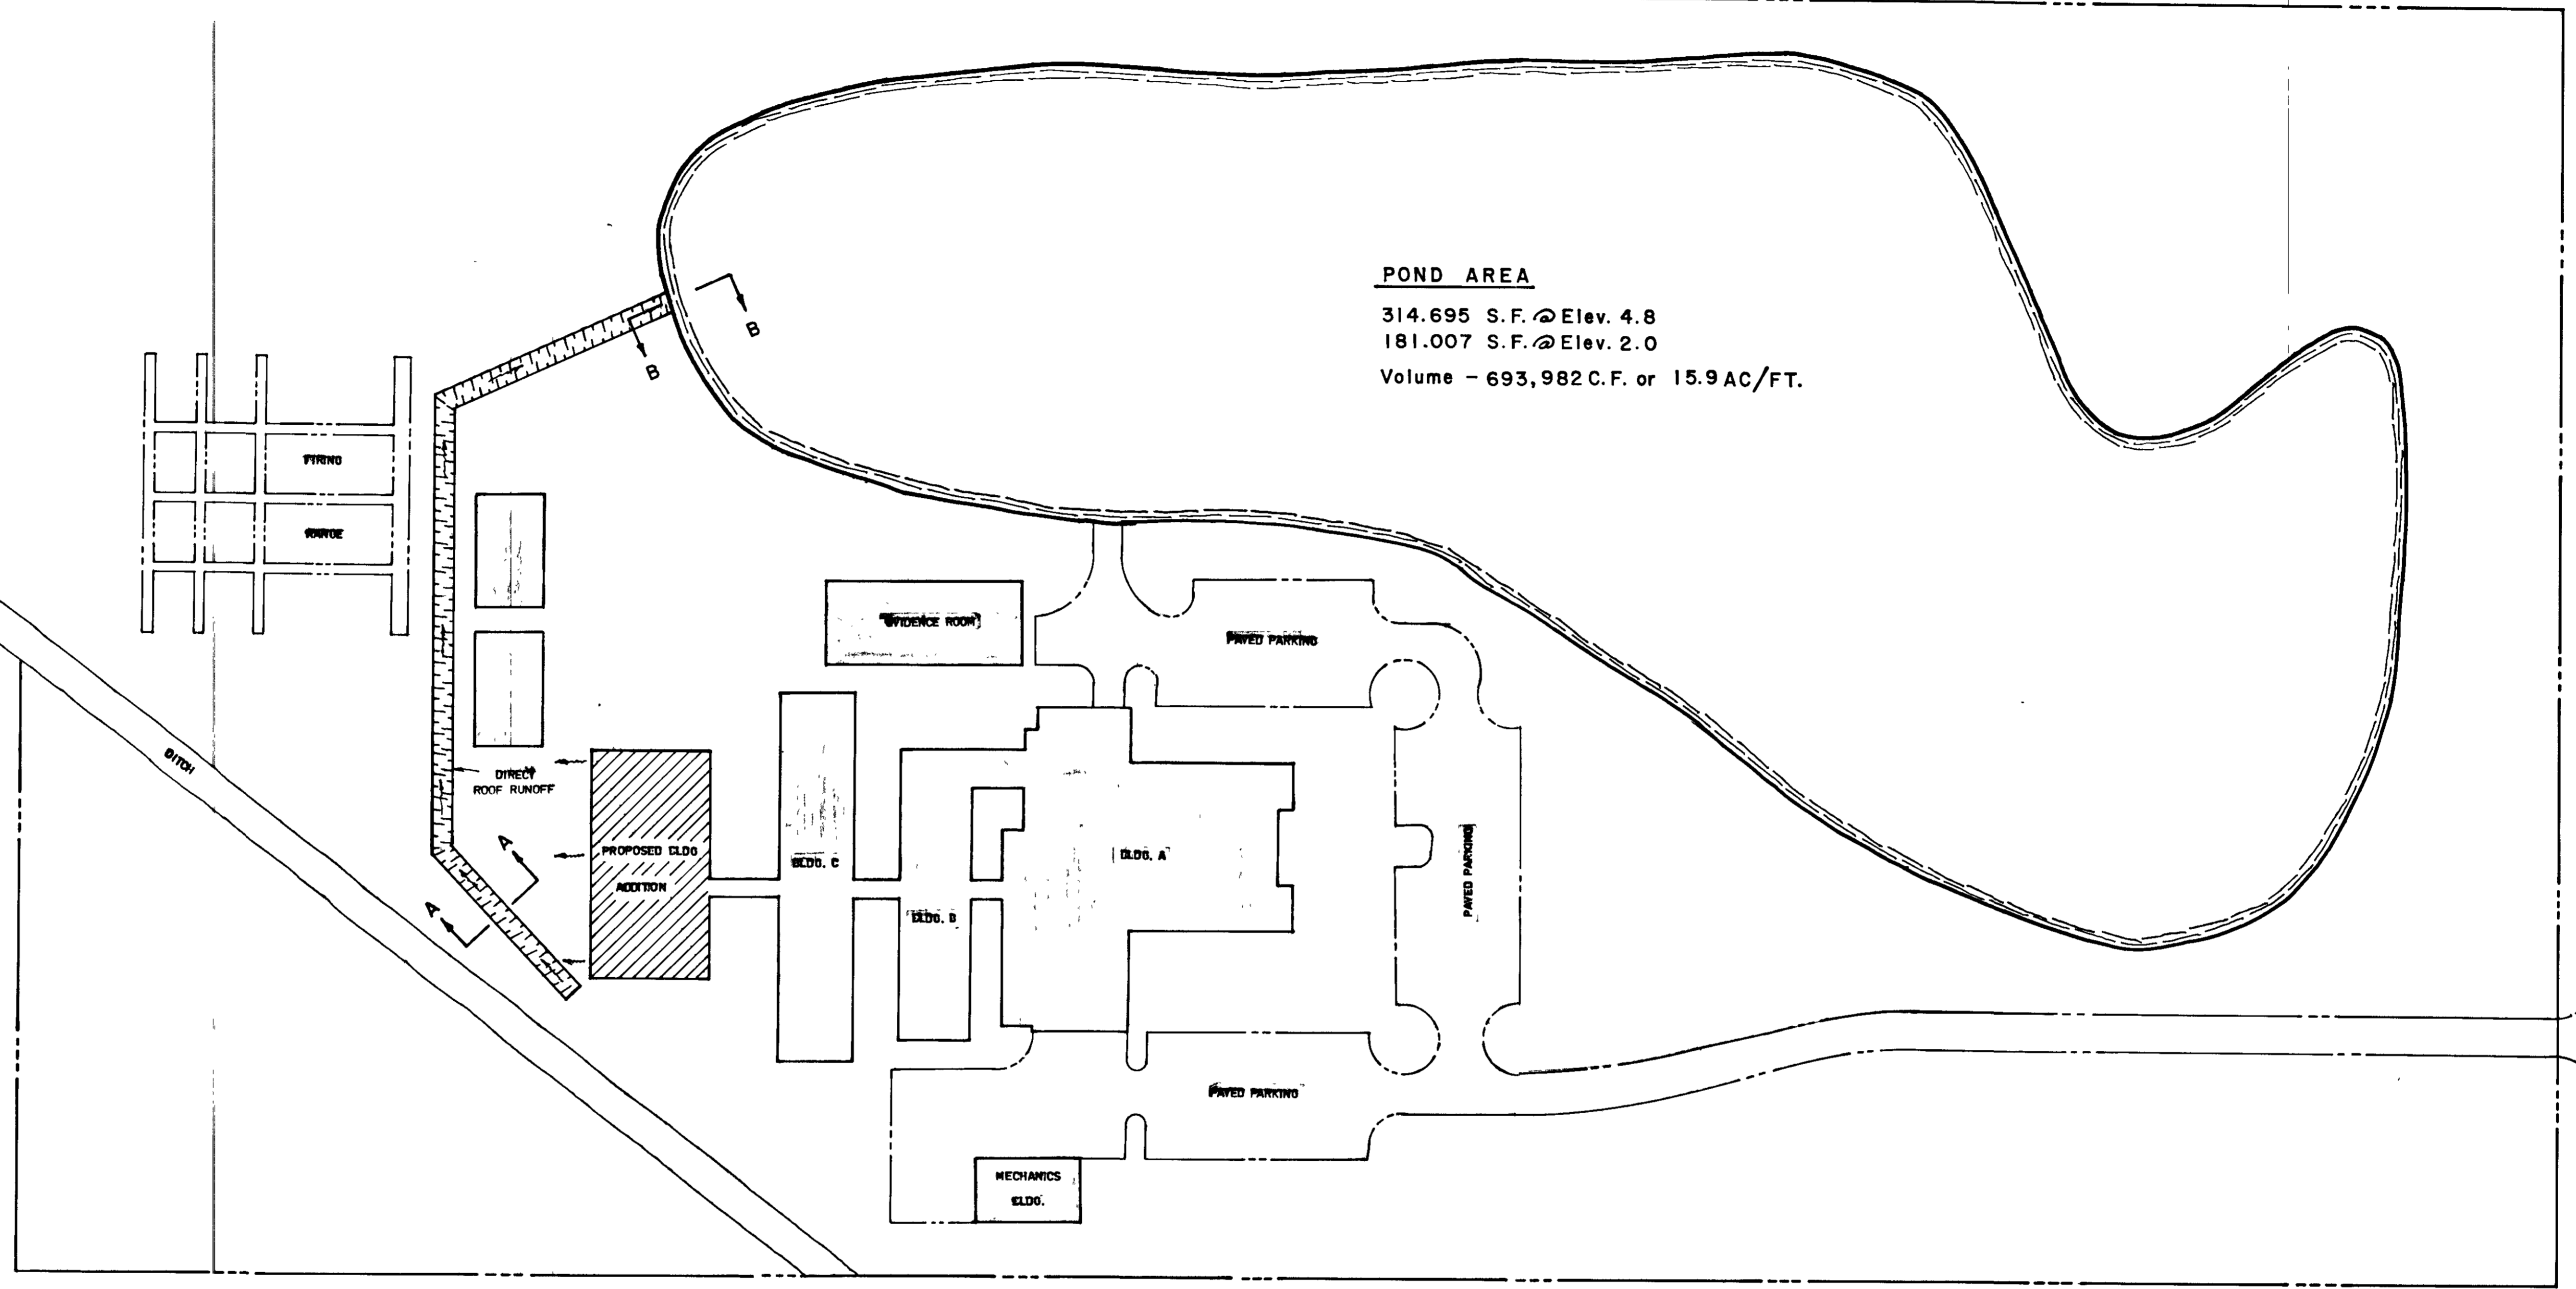 POND AREA
314.695 S.F. @ Elev. 4.8
181.007 S.F. @ Elev. 2.0
Volume - 693,982 C.F. or 15.9 AC/FT.
B
B
FIRING
RANGE
EVIDENCE ROOM
PAVED PARKING
DITCH
DIRECT
ROOF RUNOFF
A
A
PROPOSED BLDG
ADDITION
BLDG. C
BLDG. B
BLDG. A
PAVED PARKING
PAVED PARKING
MECHANICS
BLDG.